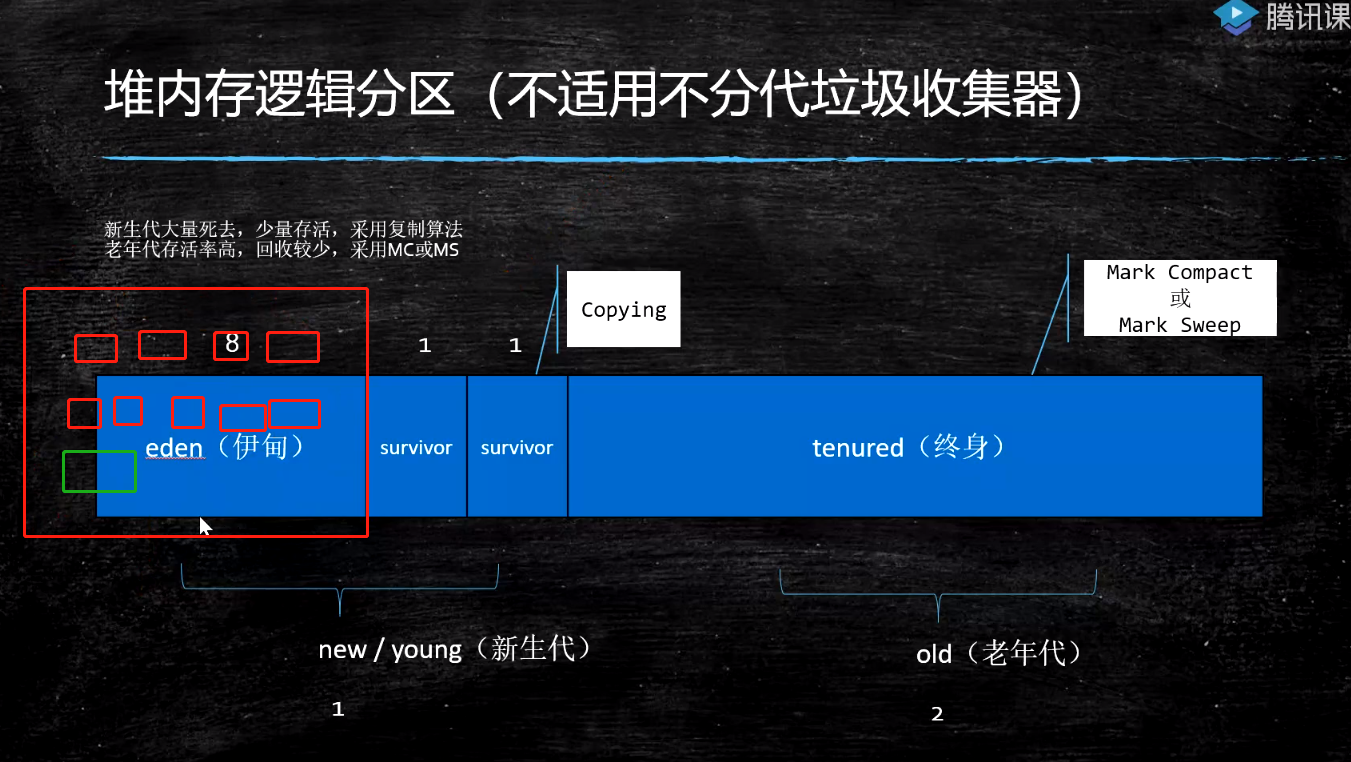 腾讯课
堆内存逻辑分区（不适用不分代垃圾收集器）
新生代大量死去，少量存活，采用复制算法
老年代存活率高，回收较少，采用MC或MS
Copying
Mark Compact
或
Mark Sweep
8
1
1
eden（伊甸）
survivor
survivor
tenured（终身）
new / young（新生代）
old（老年代）
1
2